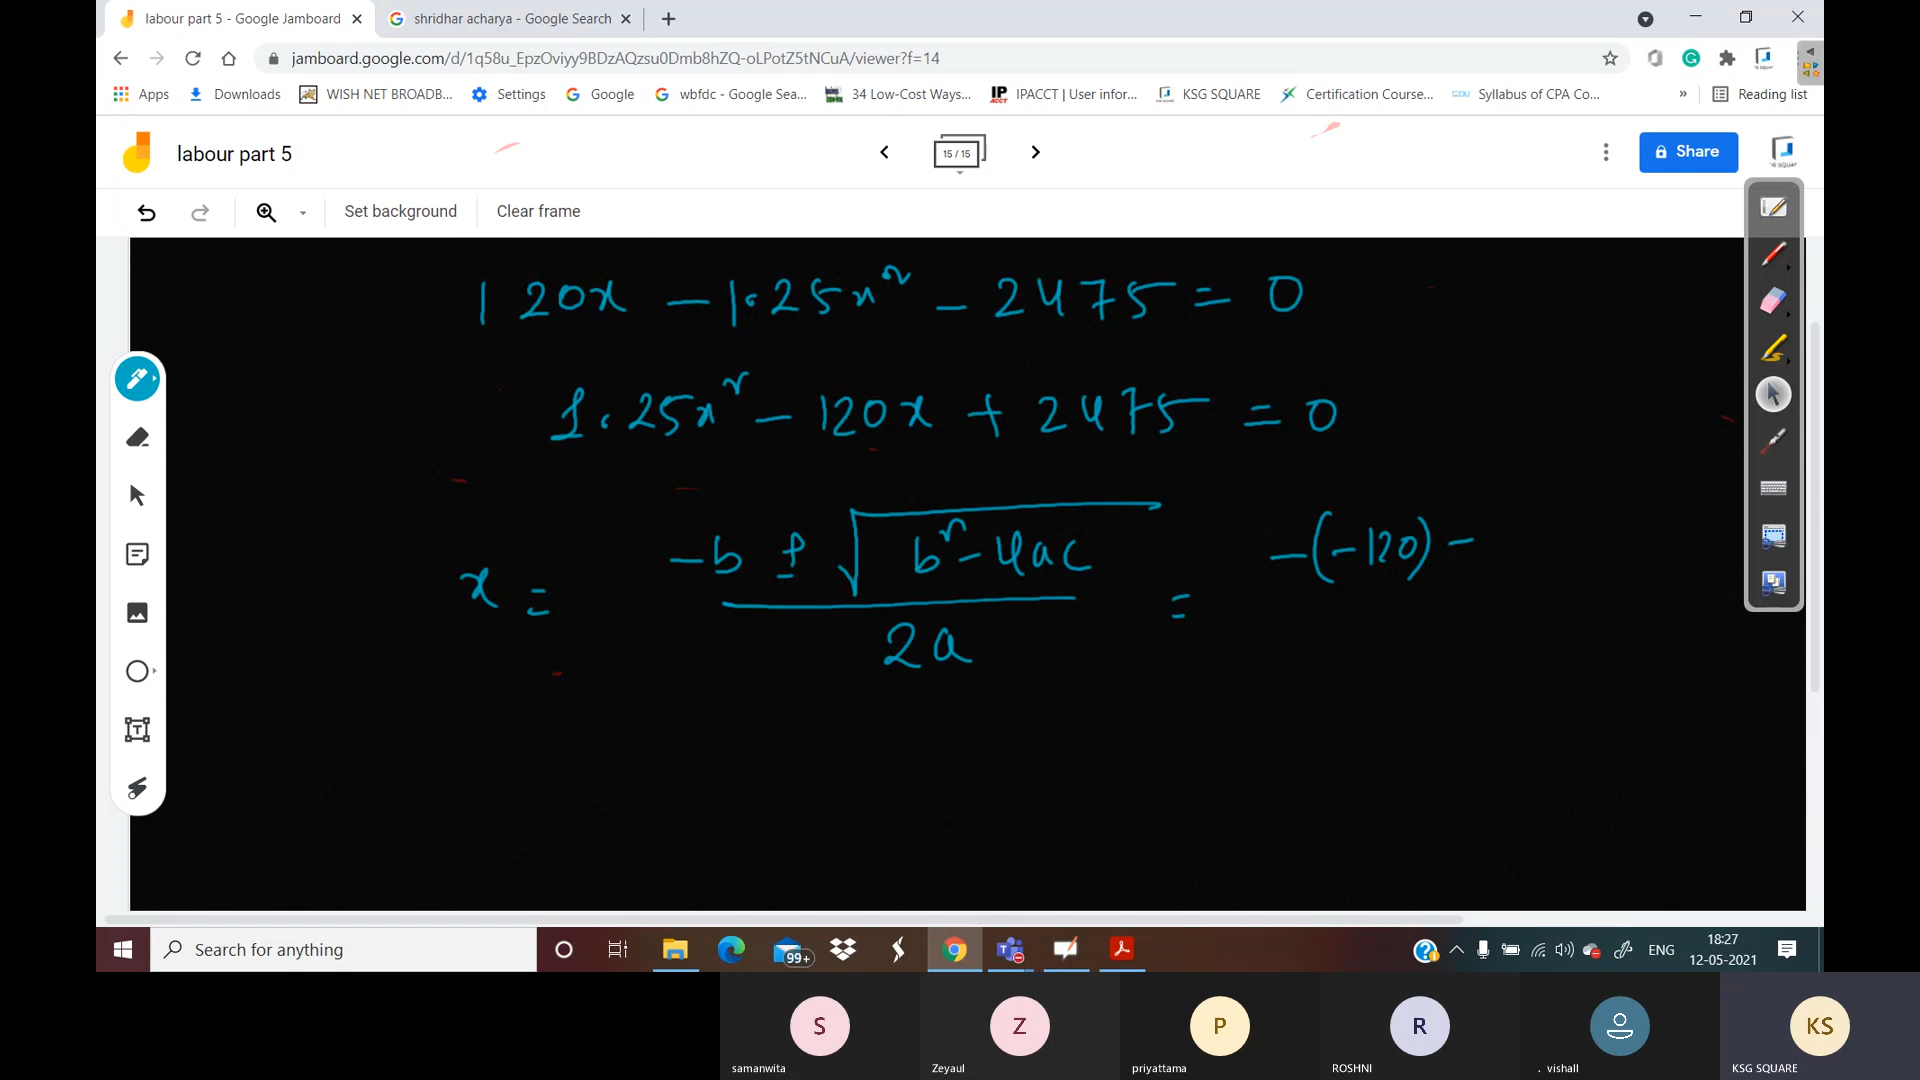 labour part 5 - Google Jamboard
shridhar acharya - Google Search
jamboard.google.com/d/1q58u_EpzOviyy9BDzAQzsu0Dmb8hZQ-oLPotZ5tNCuA/viewer?f=14
Apps Downloads WISH NET BROADB... Settings Google wbfdc - Google Sea... 34 Low-Cost Ways... IPACCT | User infor... KSG SQUARE Certification Course... Syllabus of CPA Co... » Reading list
labour part 5
15 / 15
Share
Set background Clear frame
120x - 1.25x² - 2475 = 0
1.25x² - 120x + 2475 = 0
x = (-b ± √(b² - 4ac)) / 2a = -(-120) -
Search for anything
99+
ENG
18:27
12-05-2021
S Z P R KS
samanwita Zeyaul priyattama ROSHNI . vishall KSG SQUARE